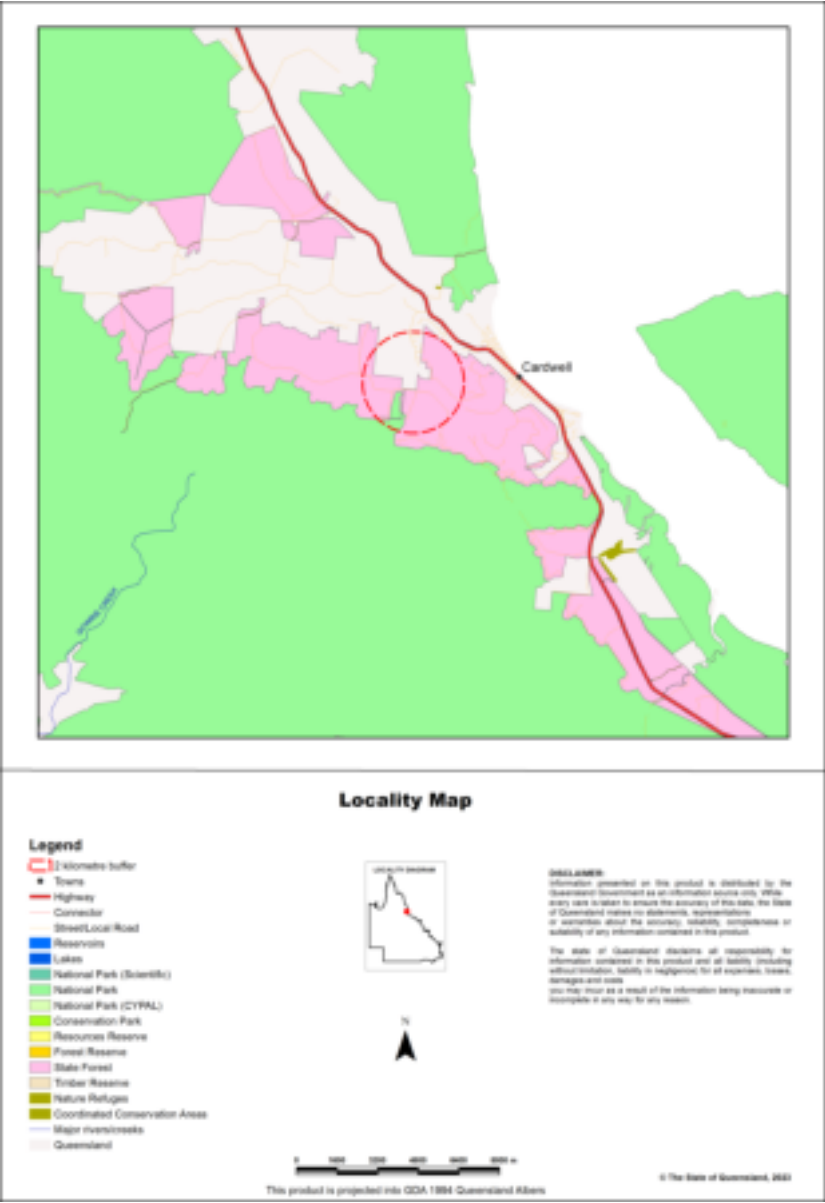 Cardwell
Locality Map
Legend
2 kilometre buffer
Towns
Highway
Connector
Street/Local Road
Reservoirs
Lakes
National Park (Scientific)
National Park
National Park (CYPAL)
Conservation Park
Resources Reserve
Forest Reserve
State Forest
Timber Reserve
Nature Refuges
Coordinated Conservation Areas
Major rivers/creeks
Queensland
LOCALITY DIAGRAM
N
DISCLAIMER:
Information presented on this product is distributed by the
Queensland Government as an information source only. While
every care is taken to ensure the accuracy of this data, the State
of Queensland makes no statements, representations
or warranties about the accuracy, reliability, completeness or
suitability of any information contained in this product.
The state of Queensland disclaims all responsibility for
information contained in this product and all liability (including
without limitation, liability in negligence) for all expenses, losses,
damages and costs
you may incur as a result of the information being inaccurate or
incomplete in any way for any reason.
This product is projected into GDA 1994 Queensland Albers
© The State of Queensland, 2023